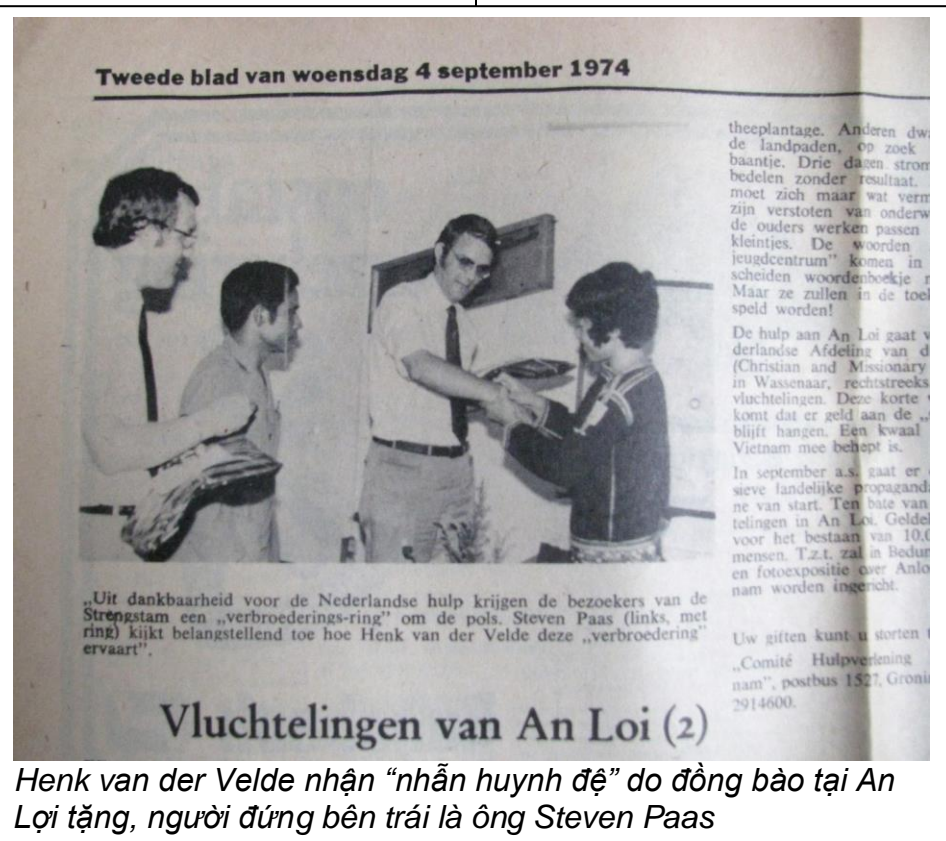 Tweede blad van woensdag 4 september 1974
theeplantage. Anderen dwa
de landpaden, op zoek
baantje. Drie dagen strom
bedelen zonder resultaat.
moet zich maar wat verm
zijn verstoten van onderw
de ouders werken passen
kleintjes. De woorden
jeugdcentrum” komen in
scheiden woordenboekje
Maar ze zullen in de toek
speld worden!
De hulp aan An Loi gaat v
derlandse Afdeling van d
(Christian and Missionary
in Wassenaar, rechtstreeks
vluchtelingen. Deze korte
komt dat er geld aan de
blijft hangen. Een kwaal
Vietnam mee behept is.
In september a.s. gaat er
sieve landelijke propaganda
ne van start. Ten bate van
telingen in An Loi. Geldel
voor het bestaan van 10.0
mensen. T.z.t. zal in Bedum
en fotoexpositie over Anlo
nam worden ingericht.
Uw giften kunt u storten
„Comité Hulpverlening
nam”, postbus 1527, Gronin
2914600.
„Uit dankbaarheid voor de Nederlandse hulp krijgen de bezoekers van de
Strengstam een „verbroederings-ring” om de pols. Steven Paas (links, met
ring) kijkt belangstellend toe hoe Henk van der Velde deze „verbroedering”
ervaart”.
Vluchtelingen van An Loi (2)
Henk van der Velde nhận “nhẫn huynh đệ” do đồng bào tại An
Lợi tặng, người đứng bên trái là ông Steven Paas